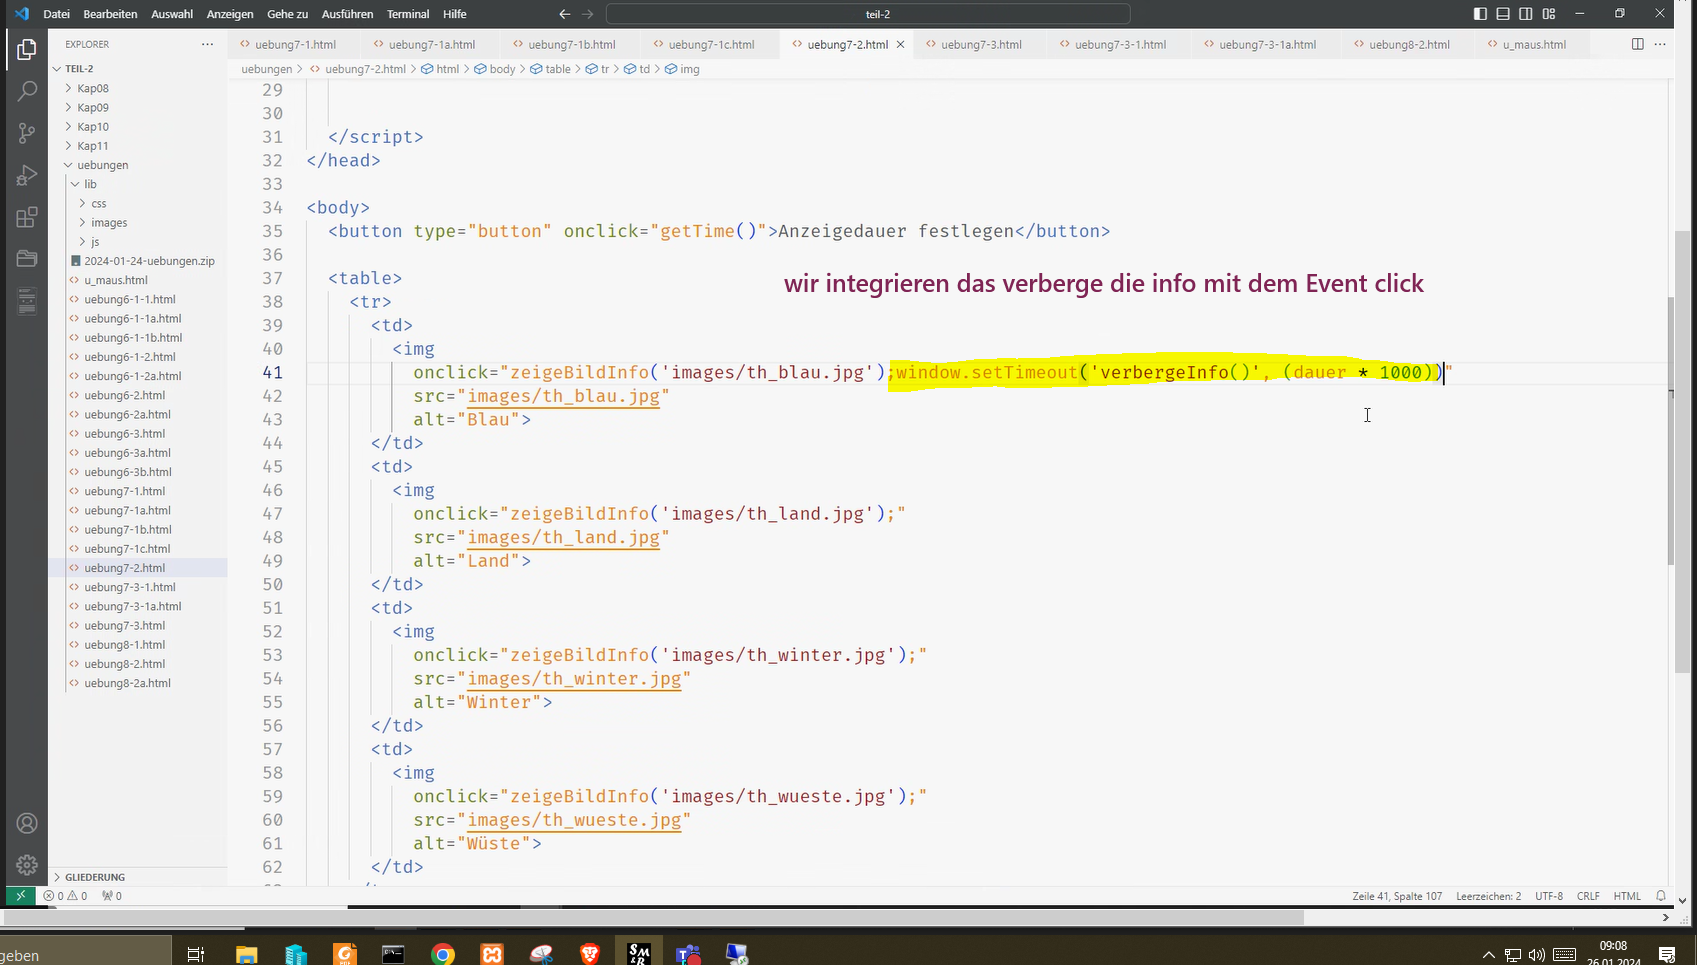 Datei Bearbeiten Auswahl Anzeigen Gehe zu Ausführen Terminal Hilfe
teil-2
EXPLORER
uebung7-1.html uebung7-1a.html uebung7-1b.html uebung7-1c.html uebung7-2.html uebung7-3.html uebung7-3-1.html uebung7-3-1a.html uebung8-2.html u_maus.html
uebungen > uebung7-2.html > html > body > table > tr > td > img
TEIL-2
Kap08
Kap09
Kap10
Kap11
uebungen
lib
css
images
js
2024-01-24-uebungen.zip
u_maus.html
uebung6-1-1.html
uebung6-1-1a.html
uebung6-1-1b.html
uebung6-1-2.html
uebung6-1-2a.html
uebung6-2.html
uebung6-2a.html
uebung6-3.html
uebung6-3a.html
uebung6-3b.html
uebung7-1.html
uebung7-1a.html
uebung7-1b.html
uebung7-1c.html
uebung7-2.html
uebung7-3-1.html
uebung7-3-1a.html
uebung7-3.html
uebung8-1.html
uebung8-2.html
uebung8-2a.html
GLIEDERUNG
29
30
31 </script>
32 </head>
33
34 <body>
35 <button type="button" onclick="getTime()">Anzeigedauer festlegen</button>
36
37 <table>
wir integrieren das verberge die info mit dem Event click
38 <tr>
39 <td>
40 <img
41 onclick="zeigeBildInfo('images/th_blau.jpg');window.setTimeout('verbergeInfo()', (dauer * 1000))"
42 src="images/th_blau.jpg"
43 alt="Blau">
44 </td>
45 <td>
46 <img
47 onclick="zeigeBildInfo('images/th_land.jpg');"
48 src="images/th_land.jpg"
49 alt="Land">
50 </td>
51 <td>
52 <img
53 onclick="zeigeBildInfo('images/th_winter.jpg');"
54 src="images/th_winter.jpg"
55 alt="Winter">
56 </td>
57 <td>
58 <img
59 onclick="zeigeBildInfo('images/th_wueste.jpg');"
60 src="images/th_wueste.jpg"
61 alt="Wüste">
62 </td>
0 0 0
Zeile 41, Spalte 107 Leerzeichen: 2 UTF-8 CRLF HTML
geben
09:08
26.01.2024